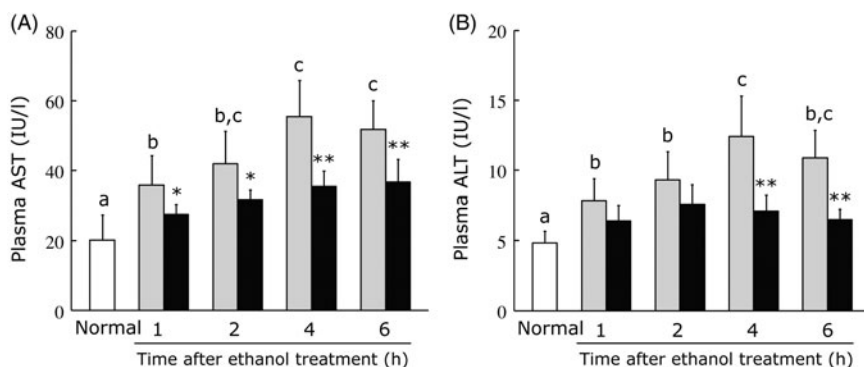 (A)
Plasma AST (IU/l)
80
60
40
20
0
a
b
*
b,c
*
c
**
c
**
Normal 1 2 4 6
Time after ethanol treatment (h)
(B)
Plasma ALT (IU/l)
20
15
10
5
0
a
b
b
c
**
b,c
**
Normal 1 2 4 6
Time after ethanol treatment (h)